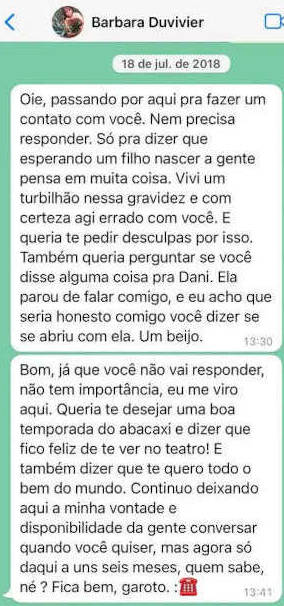 Barbara Duvivier
18 de jul. de 2018
Oie, passando por aqui pra fazer um
contato com você. Nem precisa
responder. Só pra dizer que
esperando um filho nascer a gente
pensa em muita coisa. Vivi um
turbilhão nessa gravidez e com
certeza agi errado com você. E
queria te pedir desculpas por isso.
Também queria perguntar se você
disse alguma coisa pra Dani. Ela
parou de falar comigo, e eu acho que
seria honesto comigo você dizer se
se abriu com ela. Um beijo.
13:30
Bom, já que você não vai responder,
não tem importância, eu me viro
aqui. Queria te desejar uma boa
temporada do abacaxi e dizer que
fico feliz de te ver no teatro! E
também dizer que te quero todo o
bem do mundo. Continuo deixando
aqui a minha vontade e
disponibilidade da gente conversar
quando você quiser, mas agora só
daqui a uns seis meses, quem sabe,
né ? Fica bem, garoto. :☎️
13:41